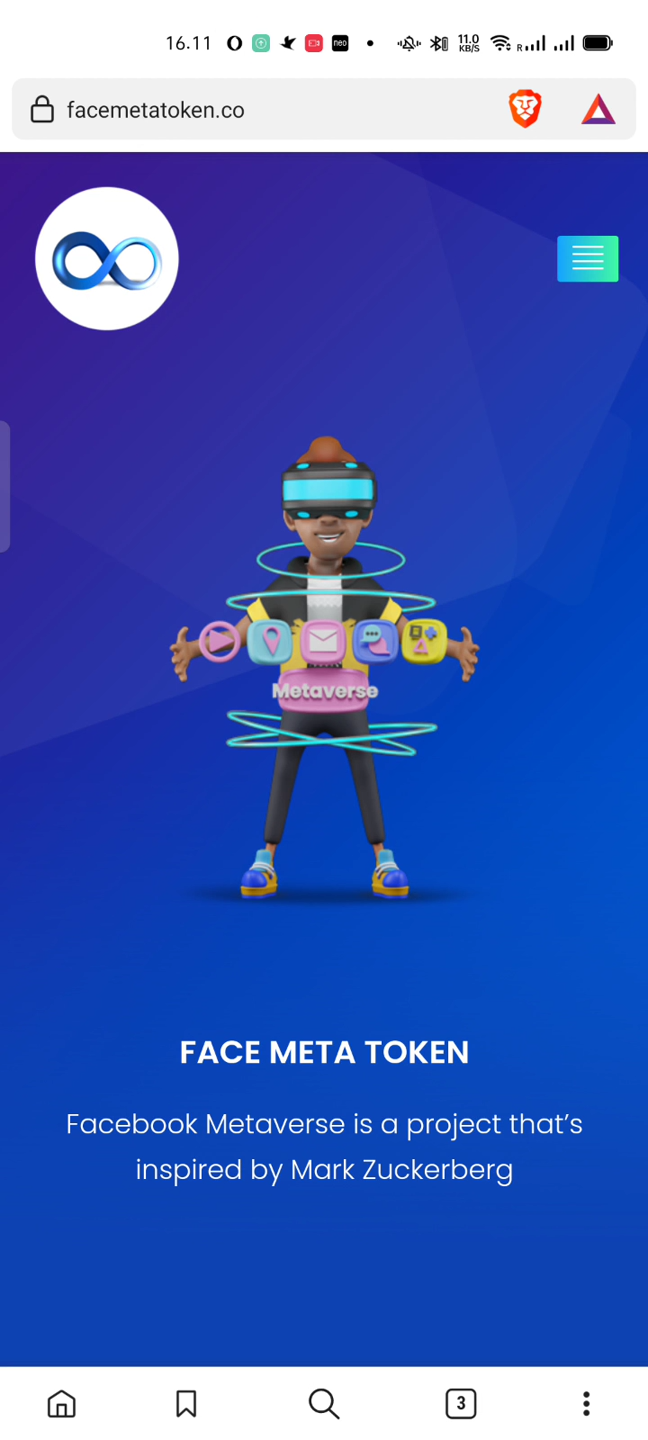 16.11 neo 11.0 KB/S R
facemetatoken.co
Metaverse
FACE META TOKEN
Facebook Metaverse is a project that’s
inspired by Mark Zuckerberg
3